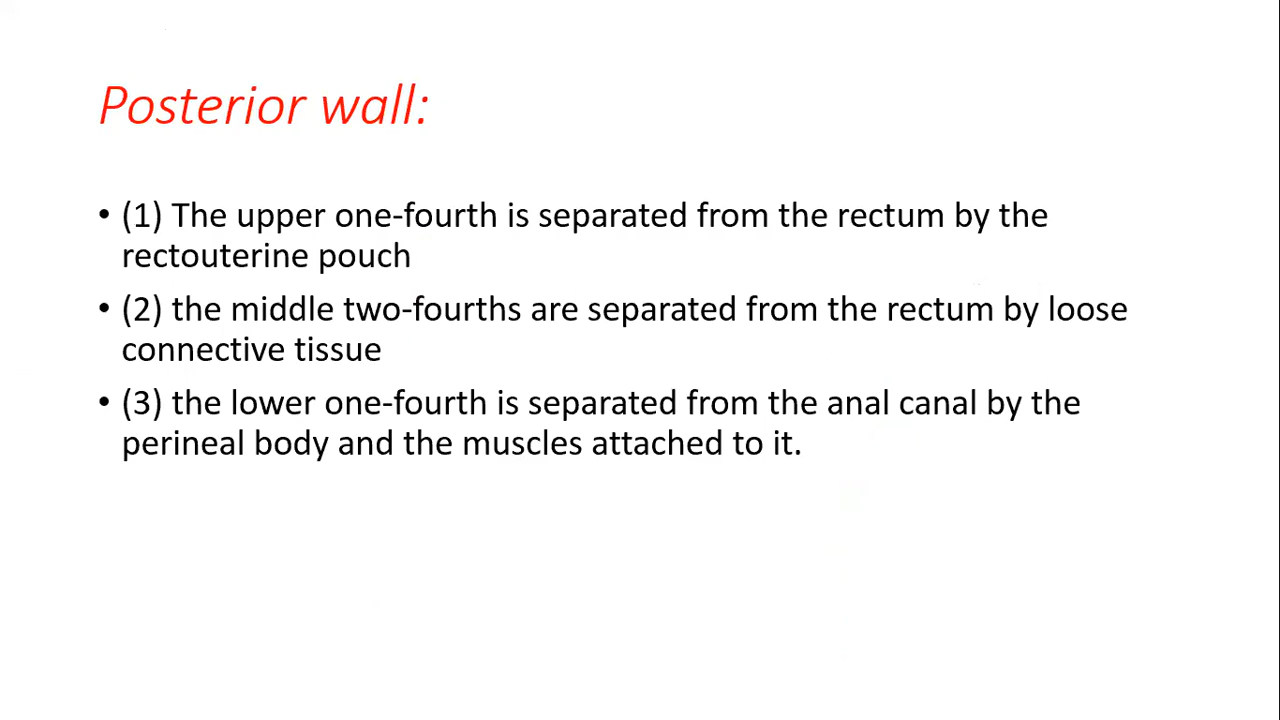 Posterior wall:
• (1) The upper one-fourth is separated from the rectum by the
rectouterine pouch
• (2) the middle two-fourths are separated from the rectum by loose
connective tissue
• (3) the lower one-fourth is separated from the anal canal by the
perineal body and the muscles attached to it.